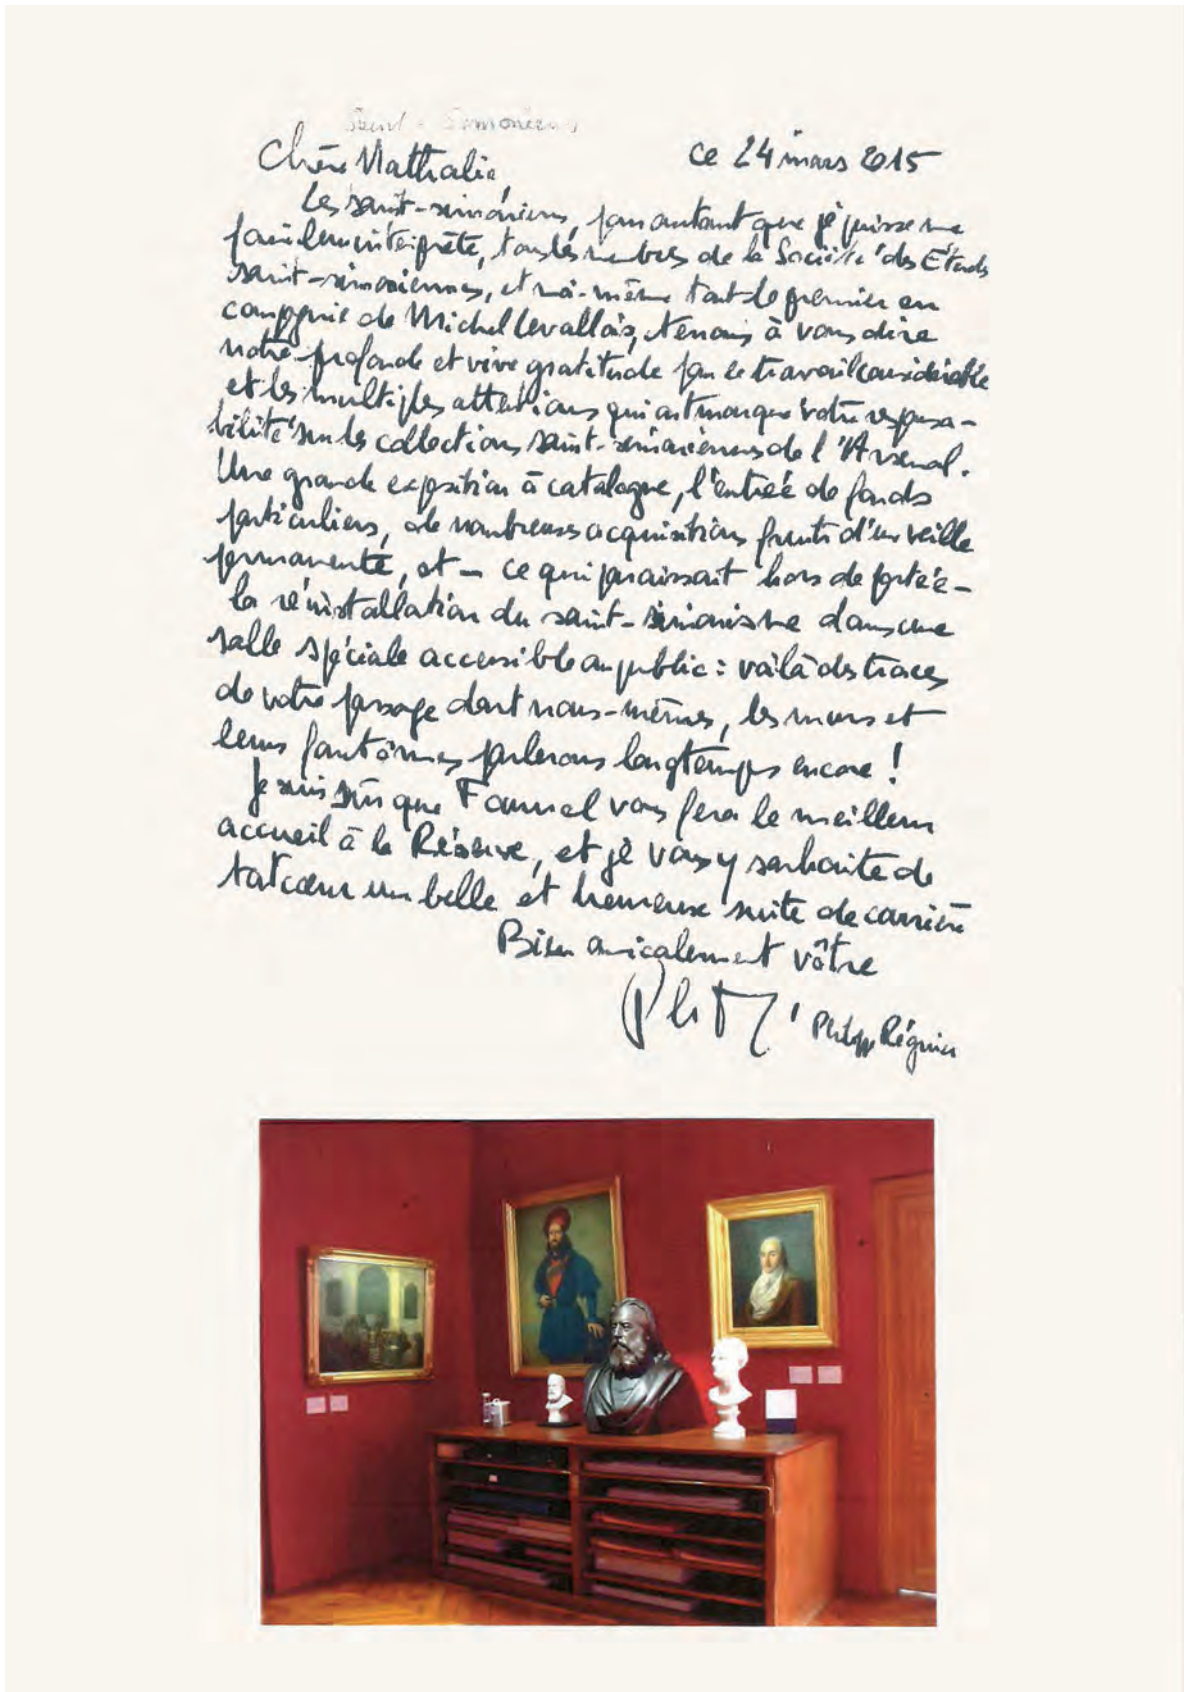 Saint-Simoniens
Chère Nathalie,
ce 24 mars 2015
Les saint-simoniens, pour autant que je puisse me
faire leur interprète, tous les membres de la Société des Études
saint-simoniennes, et moi-même tout le premier en
compagnie de Michel Levallois, tenons à vous dire
notre profonde et vive gratitude pour le travail considérable
et les multiples attentions qui ont marqué votre responsa-
bilité sur les collections saint-simoniennes de l'Arsenal.
Une grande exposition à catalogue, l'entrée de fonds
particuliers, de nombreuses acquisitions fruits d'une veille
permanente, et – ce qui paraissait hors de portée –
la réinstallation du saint-simonisme dans une
salle spéciale accessible au public : voilà des traces
de votre passage dont nous-mêmes, les murs et
leurs fantômes parlerons longtemps encore !
Je suis sûr que vous fera le meilleur
accueil à la Réserve, et je vous y souhaite de
tout cœur une belle et heureuse suite de carrière
Bien amicalement vôtre
Philippe Régnier